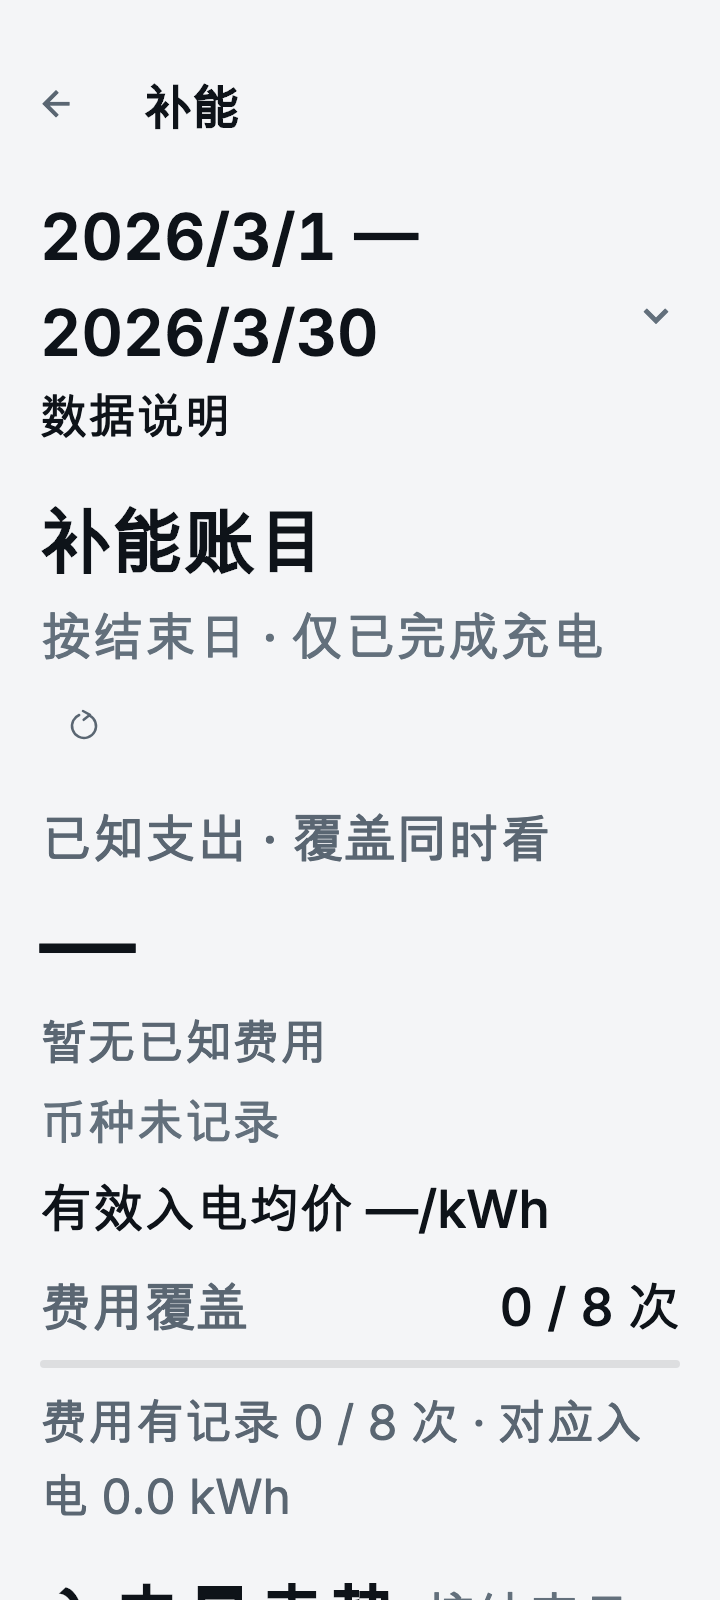 补能
2026/3/1 —
2026/3/30
数据说明
补能账目
按结束日 · 仅已完成充电
已知支出 · 覆盖同时看
—
暂无已知费用
币种未记录
有效入电均价 —/kWh
费用覆盖 0 / 8 次
费用有记录 0 / 8 次 · 对应入
电 0.0 kWh